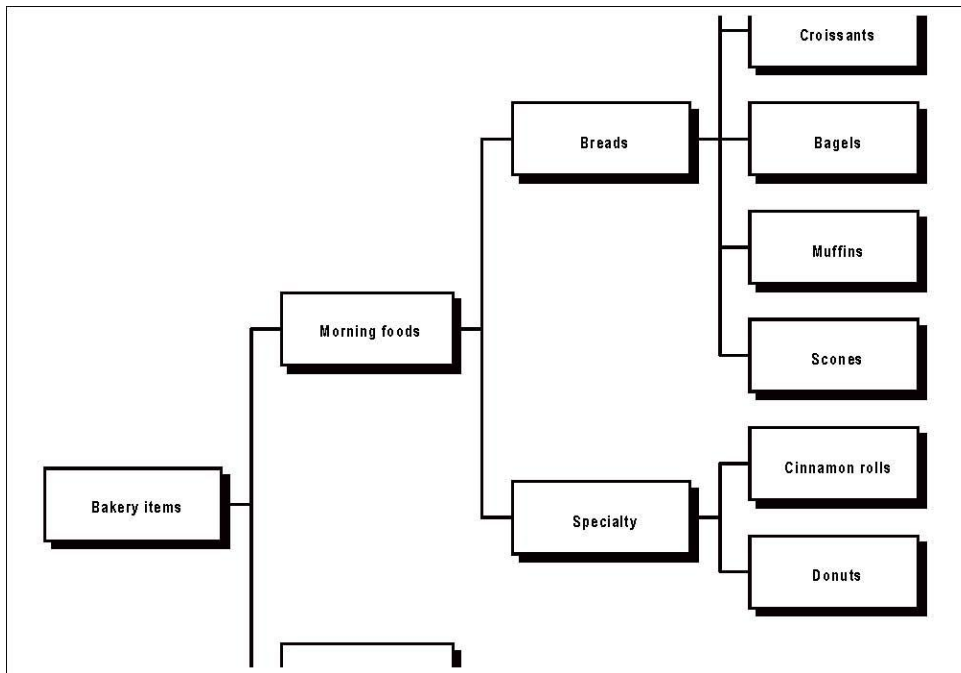 Croissants
Breads
Bagels
Muffins
Morning foods
Scones
Cinnamon rolls
Bakery items
Specialty
Donuts